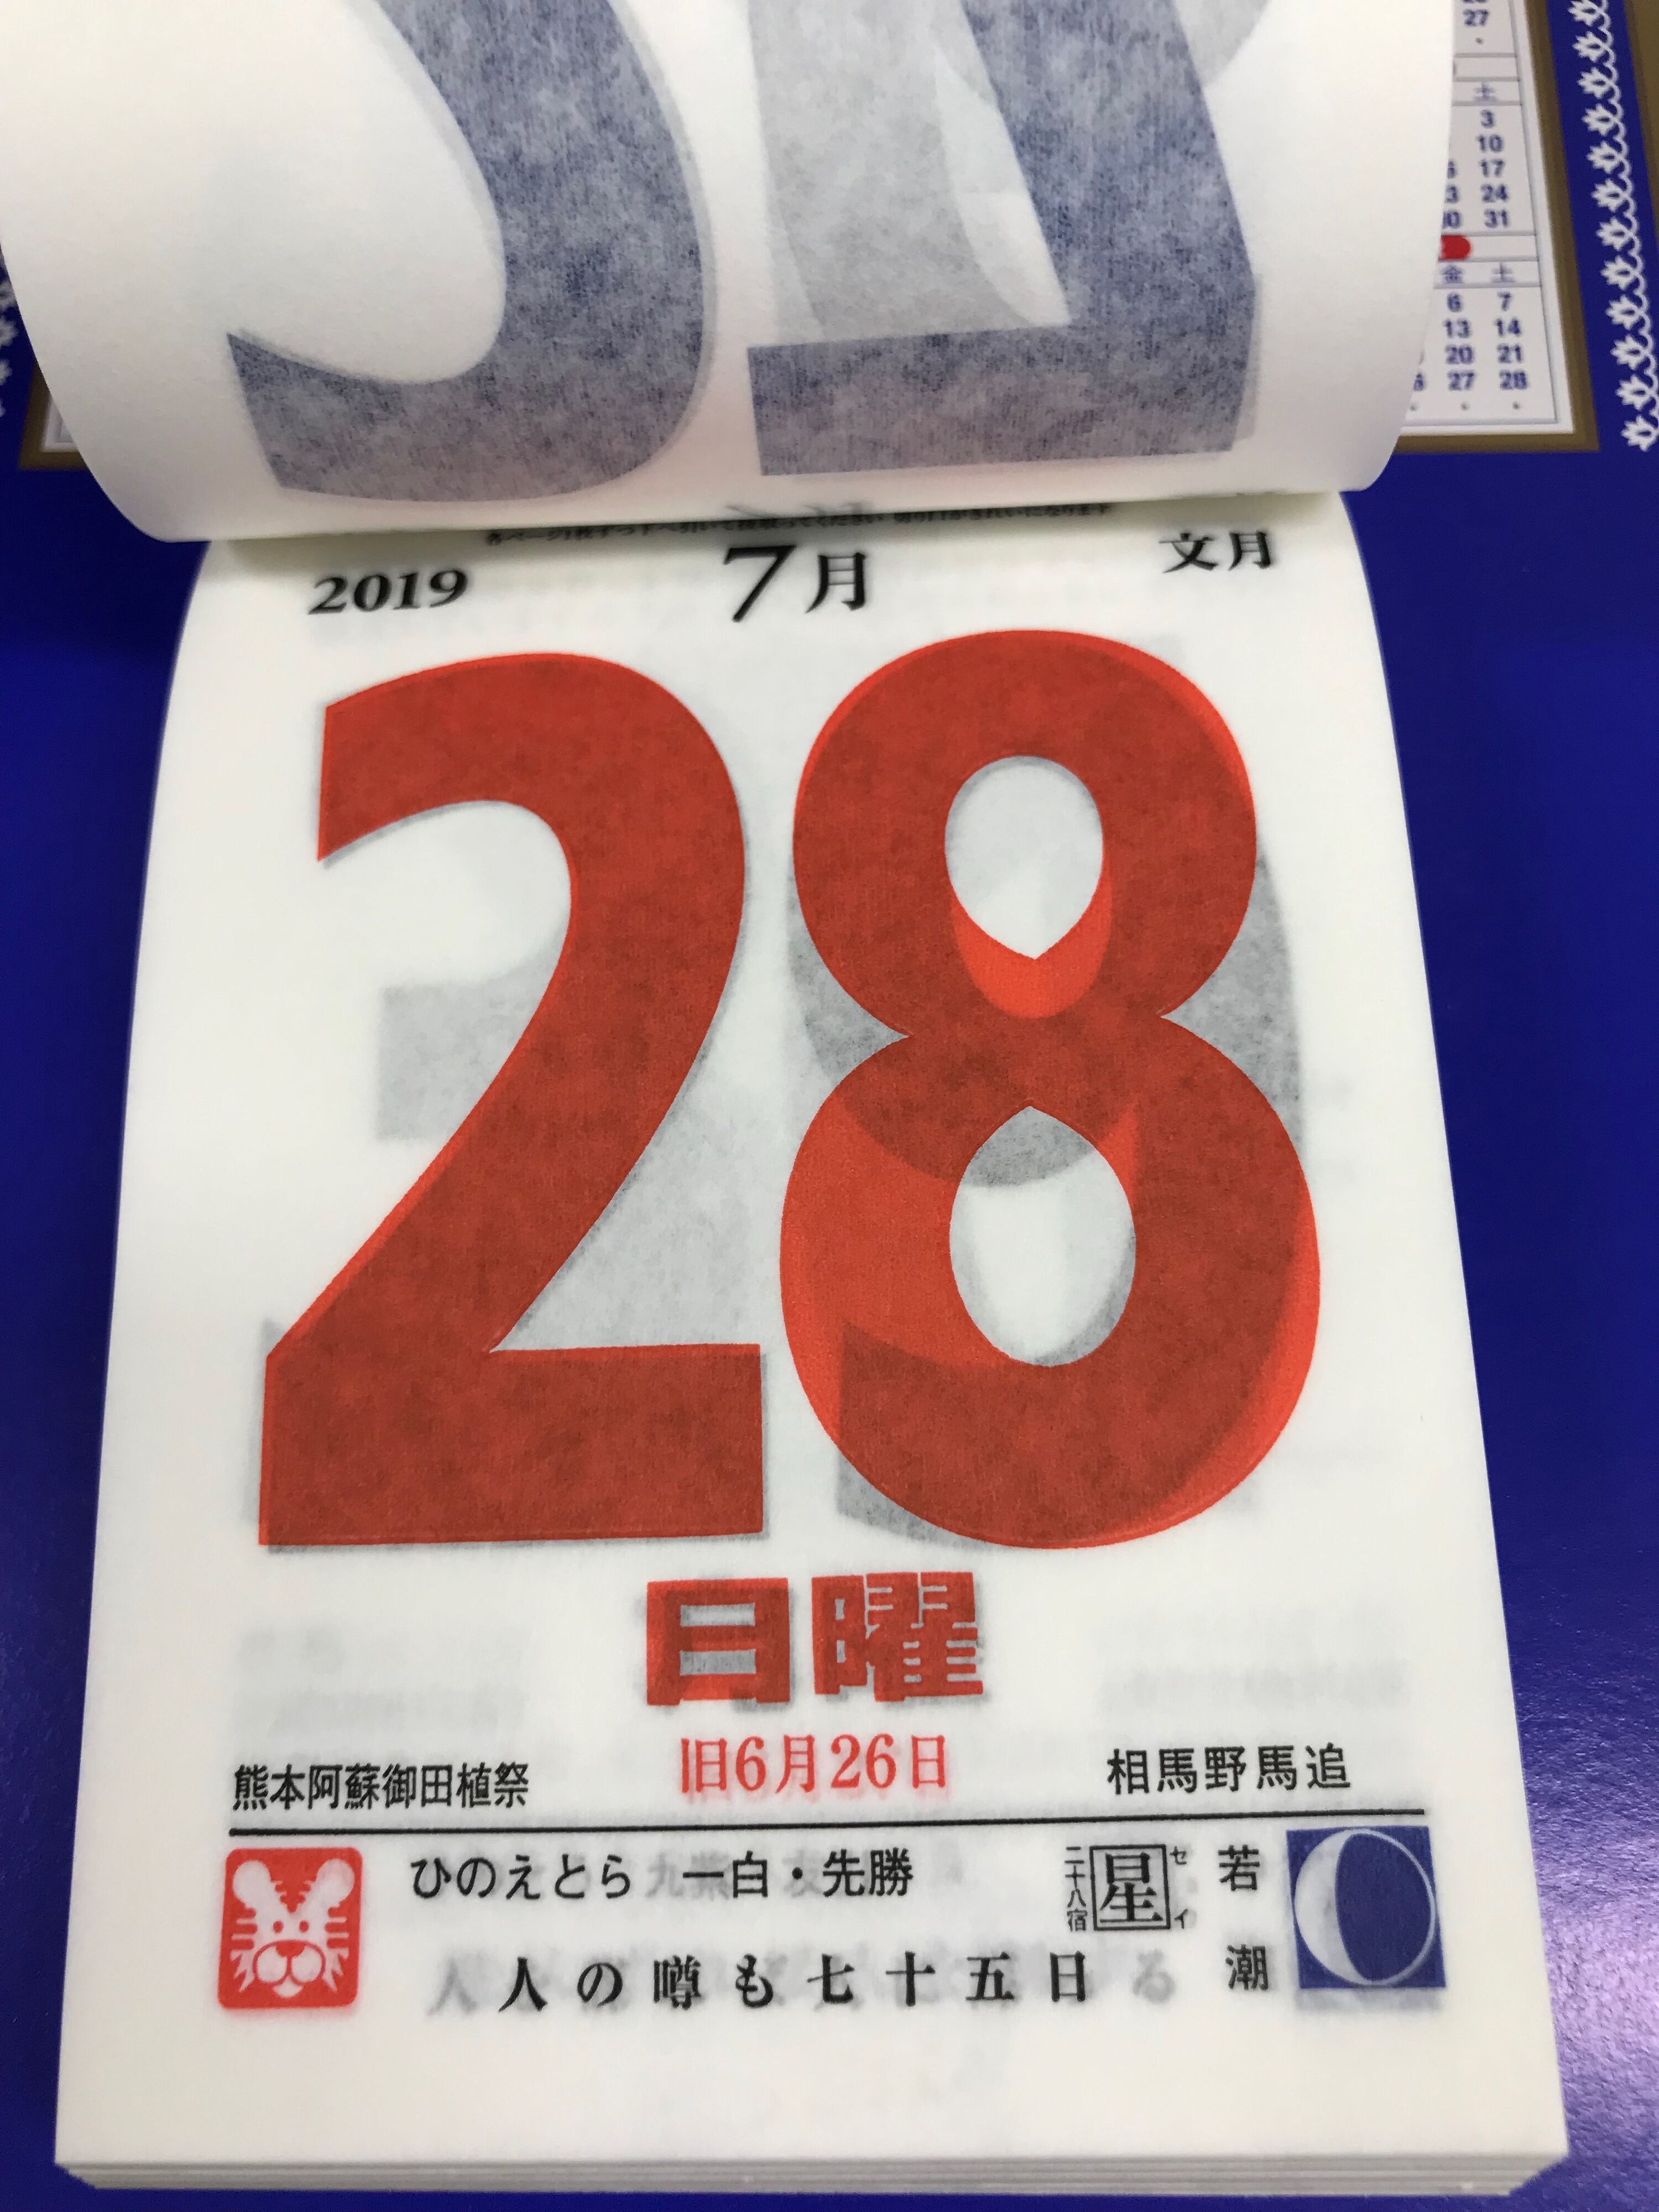 27
土
3
10
17
24
31
金 土
6 7
13 14
20 21
27 28
2019 7月 文月
28
日曜
熊本阿蘇御田植祭 旧6月26日 相馬野馬追
ひのえとら 一白・先勝
二十八宿 星 セイ
若潮
人の噂も七十五日